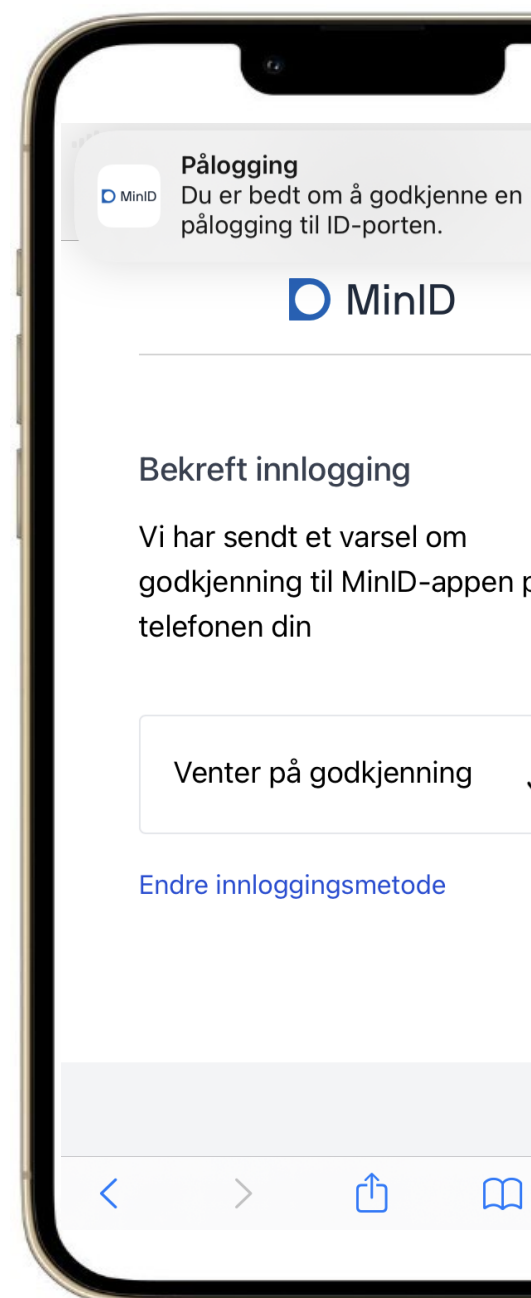 Pålogging
MinID
Du er bedt om å godkjenne en
pålogging til ID-porten.
MinID
Bekreft innlogging
Vi har sendt et varsel om
godkjenning til MinID-appen
telefonen din
Venter på godkjenning
Endre innloggingsmetode